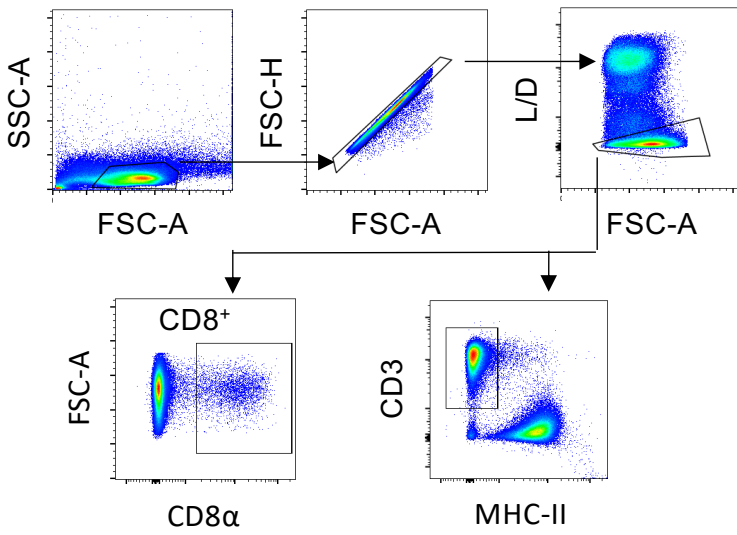 SSC-A
FSC-A
FSC-H
FSC-A
L/D
FSC-A
CD8⁺
FSC-A
CD8α
CD3
MHC-II